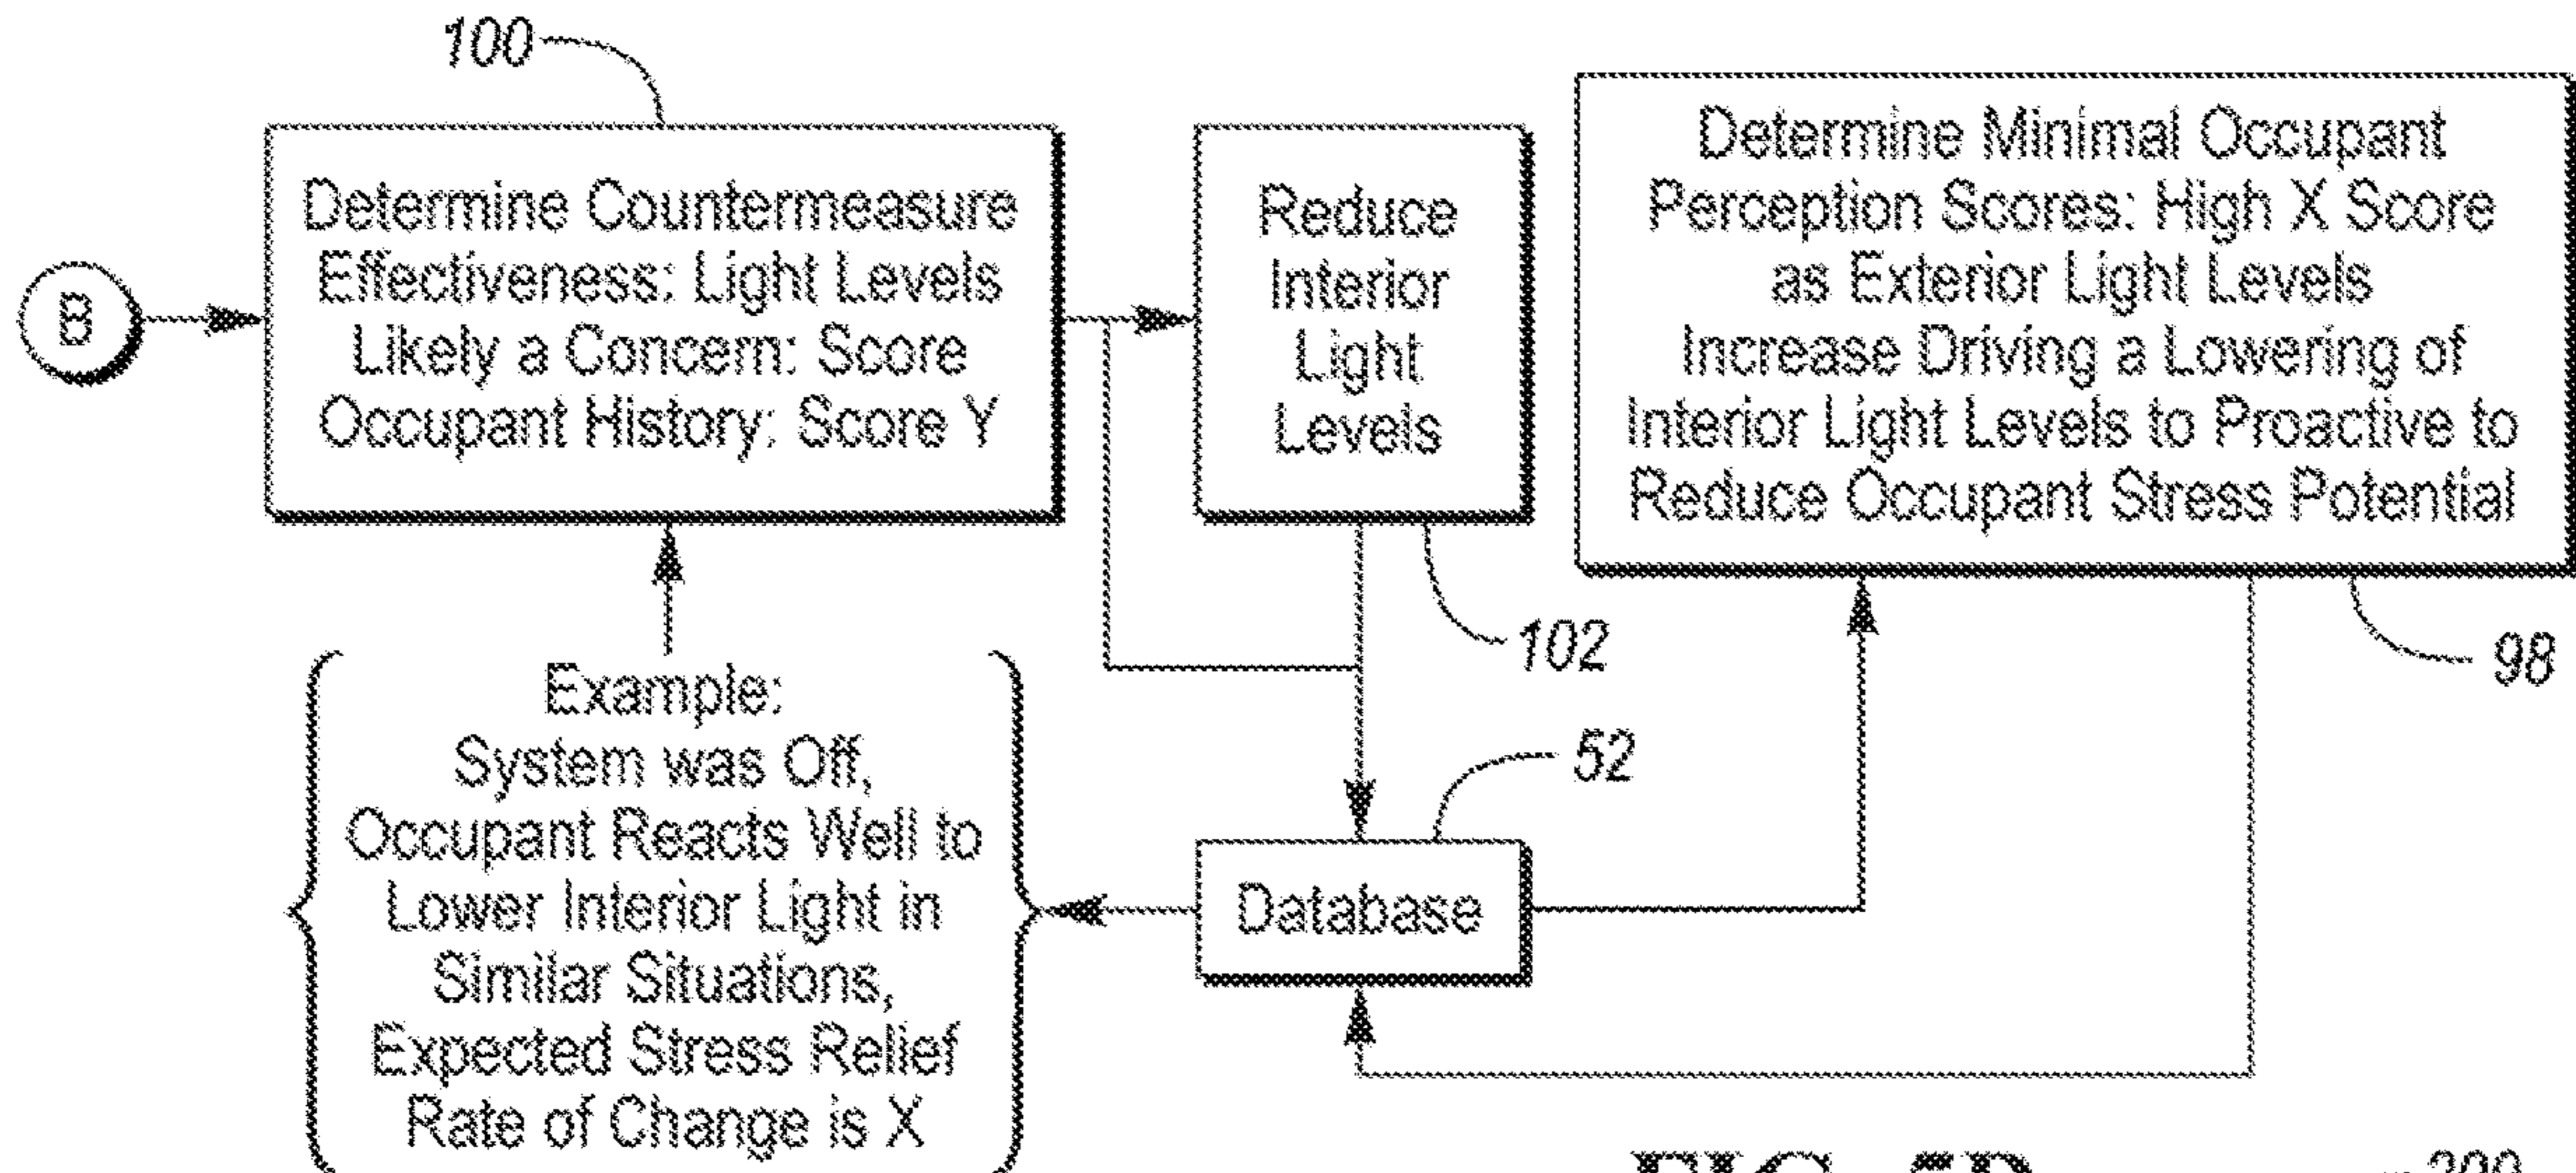 100
B
Determine Countermeasure
Effectiveness: Light Levels
Likely a Concern: Score
Occupant History: Score Y
Reduce
Interior
Light
Levels
102
Determine Minimal Occupant
Perception Scores: High X Score
as Exterior Light Levels
Increase Driving a Lowering of
Interior Light Levels to Proactive to
Reduce Occupant Stress Potential
98
Example:
System was Off,
Occupant Reacts Well to
Lower Interior Light in
Similar Situations,
Expected Stress Relief
Rate of Change is X
52
Database